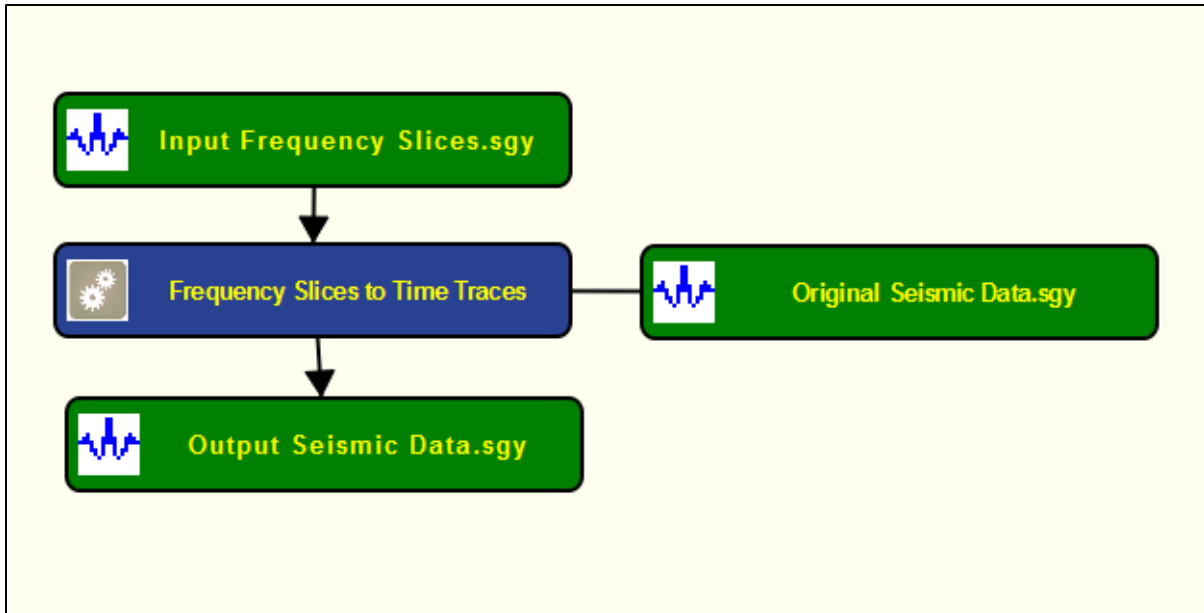 Input Frequency Slices.sgy
Frequency Slices to Time Traces
Original Seismic Data.sgy
Output Seismic Data.sgy